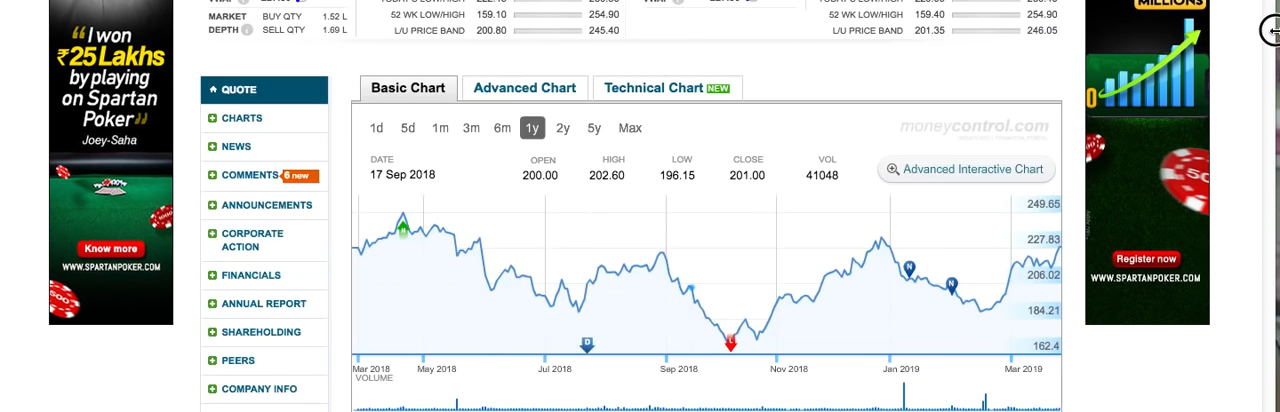 MILLIONS
MARKET BUY QTY 1.52 L 52 WK LOW/HIGH 159.10 254.90 52 WK LOW/HIGH 159.40 254.90
DEPTH SELL QTY 1.69 L L/U PRICE BAND 200.80 245.40 L/U PRICE BAND 201.35 246.05
“I won
₹25 Lakhs
by playing
on Spartan
Poker”
Joey-Saha
Know more
WWW.SPARTANPOKER.COM
QUOTE
CHARTS
NEWS
COMMENTS 6 new
ANNOUNCEMENTS
CORPORATE
ACTION
FINANCIALS
ANNUAL REPORT
SHAREHOLDING
PEERS
COMPANY INFO
Basic Chart Advanced Chart Technical Chart NEW
1d 5d 1m 3m 6m 1y 2y 5y Max
moneycontrol.com
DATE OPEN HIGH LOW CLOSE VOL
17 Sep 2018 200.00 202.60 196.15 201.00 41048
Advanced Interactive Chart
249.65
227.83
206.02
184.21
162.4
N
N
D
L
Mar 2018 May 2018 Jul 2018 Sep 2018 Nov 2018 Jan 2019 Mar 2019
VOLUME
Register now
WWW.SPARTANPOKER.COM